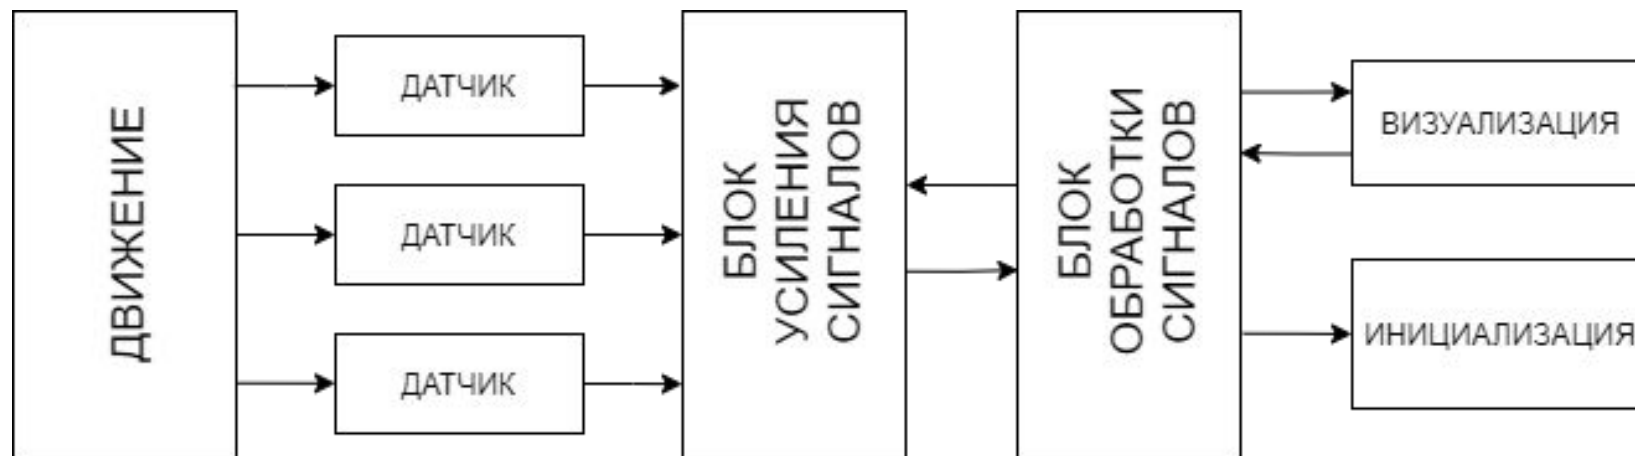 ДВИЖЕНИЕ
ДАТЧИК
ДАТЧИК
ДАТЧИК
БЛОК
УСИЛЕНИЯ
СИГНАЛОВ
БЛОК
ОБРАБОТКИ
СИГНАЛОВ
ВИЗУАЛИЗАЦИЯ
ИНИЦИАЛИЗАЦИЯ